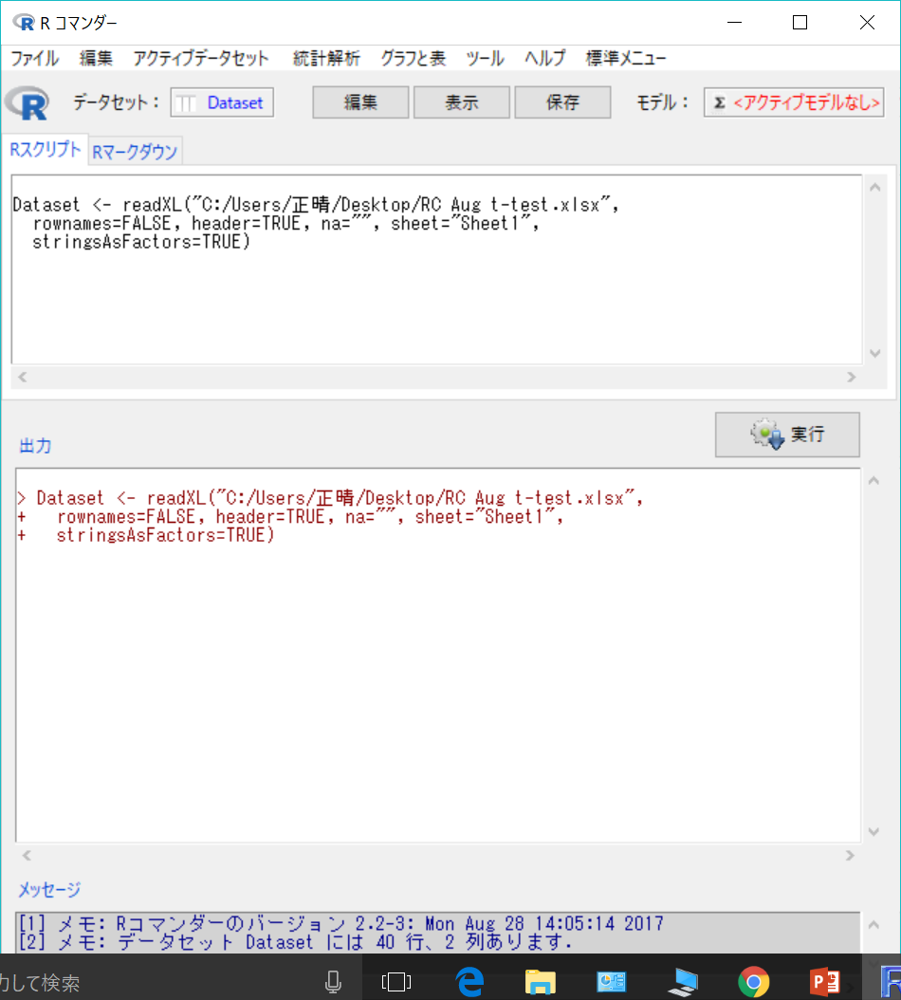 R コマンダー
ファイル 編集 アクティブデータセット 統計解析 グラフと表 ツール ヘルプ 標準メニュー
データセット： Dataset 編集 表示 保存 モデル： Σ <アクティブモデルなし>
Rスクリプト Rマークダウン
Dataset <- readXL("C:/Users/正晴/Desktop/RC Aug t-test.xlsx",
rownames=FALSE, header=TRUE, na="", sheet="Sheet1",
stringsAsFactors=TRUE)
出力
実行
> Dataset <- readXL("C:/Users/正晴/Desktop/RC Aug t-test.xlsx",
+ rownames=FALSE, header=TRUE, na="", sheet="Sheet1",
+ stringsAsFactors=TRUE)
メッセージ
[1] メモ: Rコマンダーのバージョン 2.2-3: Mon Aug 28 14:05:14 2017
[2] メモ: データセット Dataset には 40 行、2 列あります.
力して検索